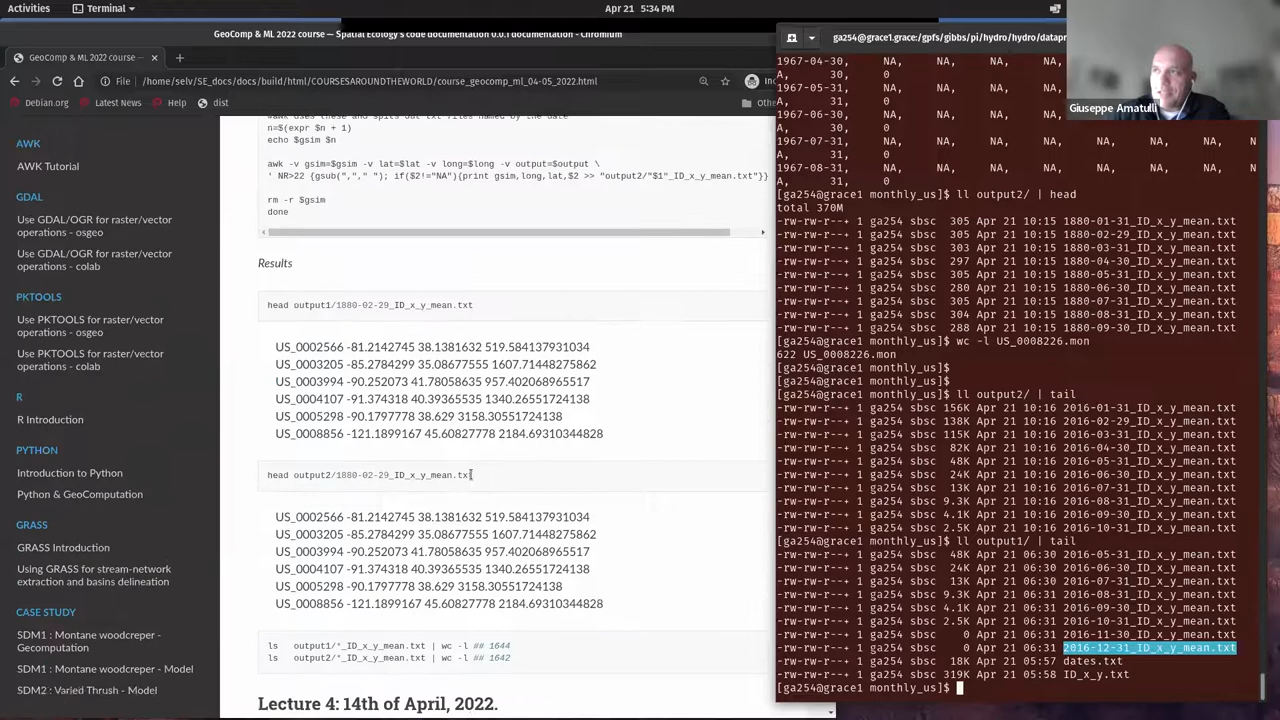 Activities
Terminal
Apr 21 5:34 PM
GeoComp & ML course — Spatial Ecology's code documentation 0.0.1 documentation - Chromium
GeoComp & ML 2022 course
File
/home/selv/SE_docs/docs/build/html/COURSESAROUNDTHEWORLD/course_geocomp_ml_04-05_2022.html
Incognito
Debian.org
Latest News
Help
dist
AWK
AWK Tutorial
GDAL
Use GDAL/OGR for raster/vector
operations - osgeo
Use GDAL/OGR for raster/vector
operations - colab
PKTOOLS
Use PKTOOLS for raster/vector
operations - osgeo
Use PKTOOLS for raster/vector
operations - colab
R
R Introduction
PYTHON
Introduction to Python
Python & GeoComputation
GRASS
GRASS Introduction
Using GRASS for stream-network
extraction and basins delineation
CASE STUDY
SDM1 : Montane woodcreper -
Gecomputation
SDM1 : Montane woodcreper - Model
SDM2 : Varied Thrush - Model
#awk uses these and spits out txt files named by the date
n=$(expr $n + 1)
echo $gsim $n
awk -v gsim=$gsim -v lat=$lat -v long=$long -v output=$output \
' NR>22 {gsub(","," "); if($2!="NA"){print gsim,long,lat,$2 >> "output2/"$1"_ID_x_y_mean.txt"}}
rm -r $gsim
done
Results
head output1/1880-02-29_ID_x_y_mean.txt
US_0002566 -81.2142745 38.1381632 519.584137931034
US_0003205 -85.2784299 35.08677555 1607.71448275862
US_0003994 -90.252073 41.78058635 957.402068965517
US_0004107 -90.4319297 40.39365535 1340.26551724138
US_0005298 -90.1797778 38.629 3158.30551724138
US_0008856 -121.1899167 45.60827778 2184.69310344828
head output2/1880-02-29_ID_x_y_mean.txt
US_0002566 -81.2142745 38.1381632 519.584137931034
US_0003205 -85.2784299 35.08677555 1607.71448275862
US_0003994 -90.252073 41.78058635 957.402068965517
US_0004107 -90.4319297 40.39365535 1340.26551724138
US_0005298 -90.1797778 38.629 3158.30551724138
US_0008856 -121.1899167 45.60827778 2184.69310344828
ls output1/*_ID_x_y_mean.txt | wc -l ## 1644
ls output2/*_ID_x_y_mean.txt | wc -l ## 1642
Lecture 4: 14th of April, 2022.
ga254@grace1.grace:/gpfs/gibbs/pi/hydro/hydro/datapr
Giuseppe Amatulli
1967-04-30, NA, NA, NA, NA, N
A, 30, 0
1967-05-31, NA, NA, NA, NA,
A, 31, 0
1967-06-30, NA, NA, NA, NA,
A, 30, 0
1967-07-31, NA, NA, NA, NA, N
A, 31, 0
1967-08-31, NA, NA, NA, NA, N
A, 31, 0
[ga254@grace1 monthly_us]$ ll output2/ | head
total 370M
-rw-rw-r--+ 1 ga254 sbsc 305 Apr 21 10:15 1880-01-31_ID_x_y_mean.txt
-rw-rw-r--+ 1 ga254 sbsc 305 Apr 21 10:15 1880-02-29_ID_x_y_mean.txt
-rw-rw-r--+ 1 ga254 sbsc 303 Apr 21 10:15 1880-03-31_ID_x_y_mean.txt
-rw-rw-r--+ 1 ga254 sbsc 297 Apr 21 10:15 1880-04-30_ID_x_y_mean.txt
-rw-rw-r--+ 1 ga254 sbsc 305 Apr 21 10:15 1880-05-31_ID_x_y_mean.txt
-rw-rw-r--+ 1 ga254 sbsc 280 Apr 21 10:15 1880-06-30_ID_x_y_mean.txt
-rw-rw-r--+ 1 ga254 sbsc 305 Apr 21 10:15 1880-07-31_ID_x_y_mean.txt
-rw-rw-r--+ 1 ga254 sbsc 304 Apr 21 10:15 1880-08-31_ID_x_y_mean.txt
-rw-rw-r--+ 1 ga254 sbsc 288 Apr 21 10:15 1880-09-30_ID_x_y_mean.txt
[ga254@grace1 monthly_us]$ wc -l US_0008226.mon
622 US_0008226.mon
[ga254@grace1 monthly_us]$
[ga254@grace1 monthly_us]$
[ga254@grace1 monthly_us]$ ll output2/ | tail
-rw-rw-r--+ 1 ga254 sbsc 156K Apr 21 10:16 2016-01-31_ID_x_y_mean.txt
-rw-rw-r--+ 1 ga254 sbsc 138K Apr 21 10:16 2016-02-29_ID_x_y_mean.txt
-rw-rw-r--+ 1 ga254 sbsc 115K Apr 21 10:16 2016-03-31_ID_x_y_mean.txt
-rw-rw-r--+ 1 ga254 sbsc 82K Apr 21 10:16 2016-04-30_ID_x_y_mean.txt
-rw-rw-r--+ 1 ga254 sbsc 48K Apr 21 10:16 2016-05-31_ID_x_y_mean.txt
-rw-rw-r--+ 1 ga254 sbsc 24K Apr 21 10:16 2016-06-30_ID_x_y_mean.txt
-rw-rw-r--+ 1 ga254 sbsc 13K Apr 21 10:16 2016-07-31_ID_x_y_mean.txt
-rw-rw-r--+ 1 ga254 sbsc 9.3K Apr 21 10:16 2016-08-31_ID_x_y_mean.txt
-rw-rw-r--+ 1 ga254 sbsc 4.1K Apr 21 10:16 2016-09-30_ID_x_y_mean.txt
-rw-rw-r--+ 1 ga254 sbsc 2.5K Apr 21 10:16 2016-10-31_ID_x_y_mean.txt
[ga254@grace1 monthly_us]$ ll output1/ | tail
-rw-rw-r--+ 1 ga254 sbsc 48K Apr 21 06:30 2016-05-31_ID_x_y_mean.txt
-rw-rw-r--+ 1 ga254 sbsc 24K Apr 21 06:30 2016-06-30_ID_x_y_mean.txt
-rw-rw-r--+ 1 ga254 sbsc 13K Apr 21 06:30 2016-07-31_ID_x_y_mean.txt
-rw-rw-r--+ 1 ga254 sbsc 9.3K Apr 21 06:31 2016-08-31_ID_x_y_mean.txt
-rw-rw-r--+ 1 ga254 sbsc 4.1K Apr 21 06:31 2016-09-30_ID_x_y_mean.txt
-rw-rw-r--+ 1 ga254 sbsc 2.5K Apr 21 06:31 2016-10-31_ID_x_y_mean.txt
-rw-rw-r--+ 1 ga254 sbsc 0 Apr 21 06:31 2016-11-30_ID_x_y_mean.txt
-rw-rw-r--+ 1 ga254 sbsc 0 Apr 21 06:31 2016-12-31_ID_x_y_mean.txt
-rw-rw-r--+ 1 ga254 sbsc 18K Apr 21 05:57 dates.txt
-rw-rw-r--+ 1 ga254 sbsc 319K Apr 21 05:58 ID_x_y.txt
[ga254@grace1 monthly_us]$